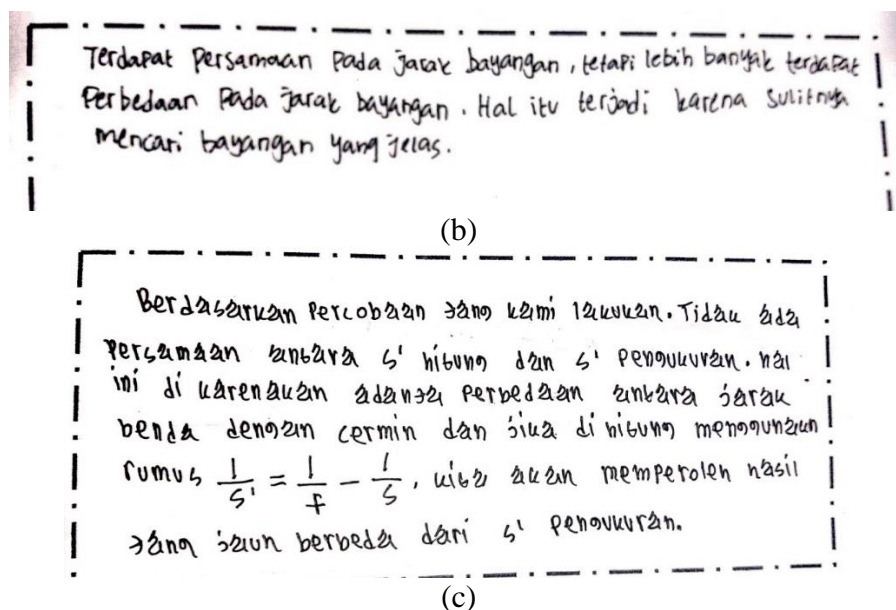 Terdapat Persamaan Pada jarak bayangan, tetapi lebih banyak terdapat
Perbedaan Pada jarak bayangan. Hal itu terjadi karena Sulitnya
mencari bayangan yang jelas.
(b)
Berdasarkan Percobaan yang kami lakukan. Tidak ada
Persamaan antara s' hitung dan s' Pengukuran. hal
ini di karenakan adanya Perbedaan antara jarak
benda dengan cermin dan jika di hitung menggunakan
rumus 1/s' = 1/f - 1/s, kita akan memperoleh hasil
yang jauh berbeda dari s' Pengukuran.
(c)